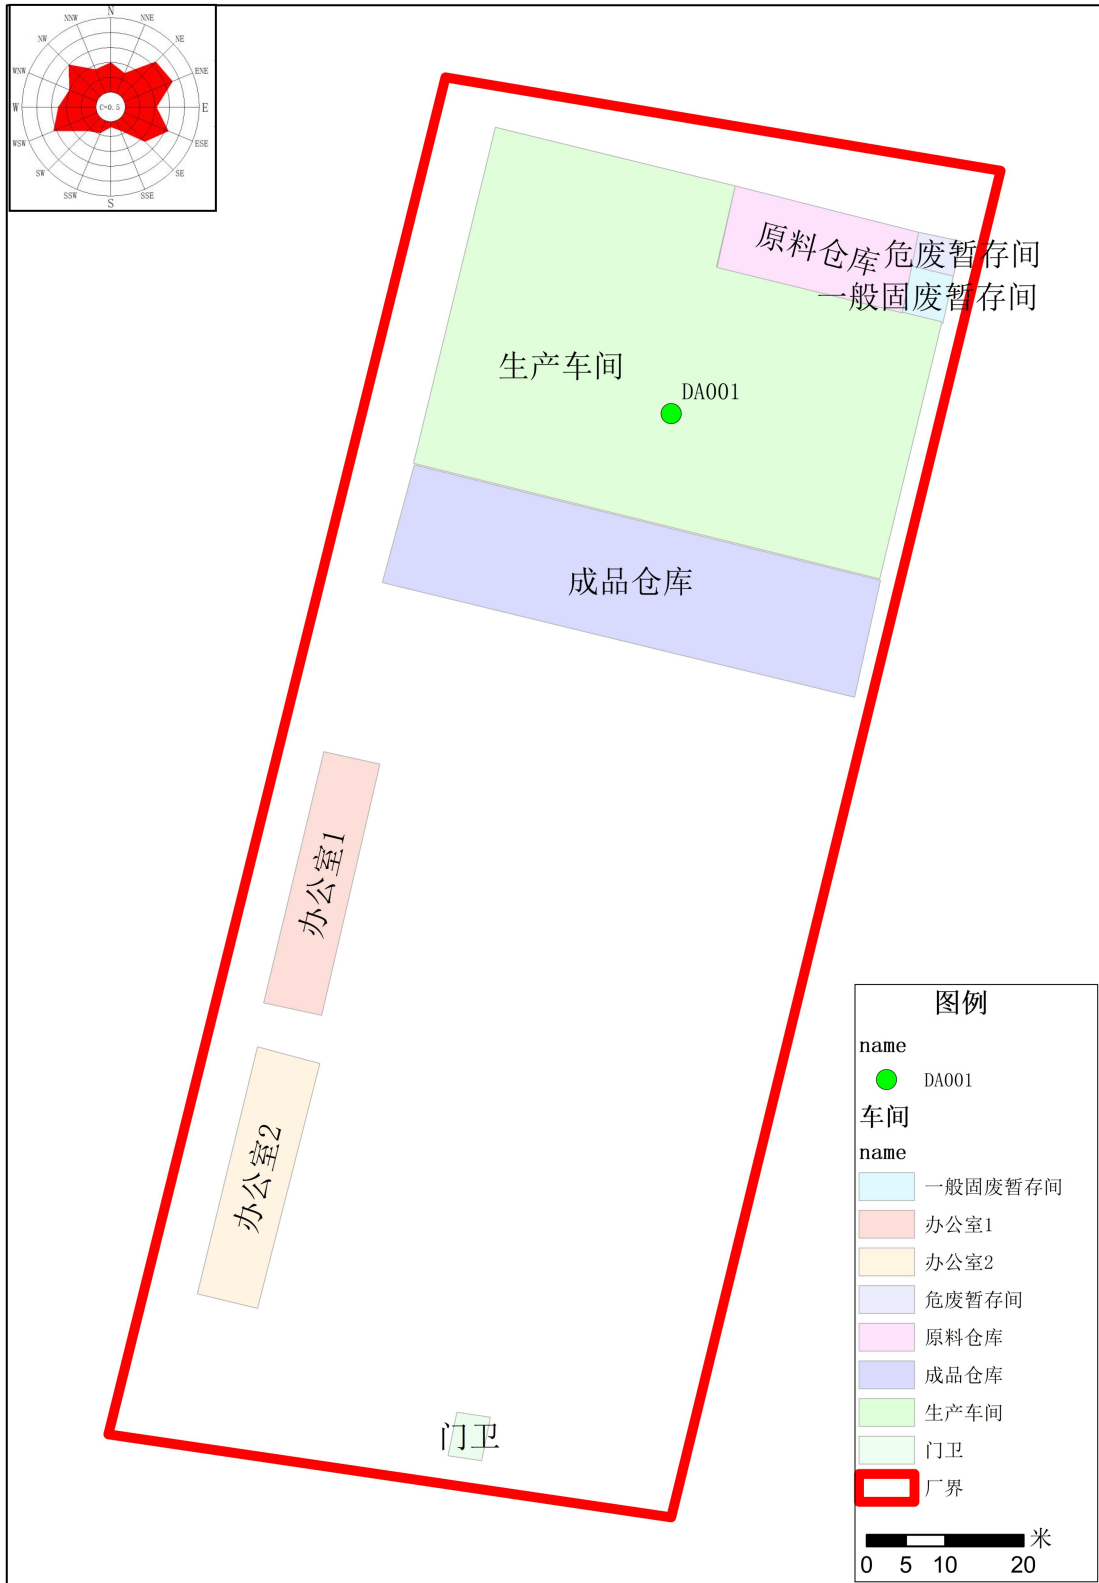 N
NNW
NNE
NW
NE
WNW
ENE
W
C=0.5
E
WSW
ESE
SW
SE
SSW
SSE
S
原料仓库
危废暂存间
一般固废暂存间
生产车间
DA001
成品仓库
办公室1
办公室2
门卫
图例
name
DA001
车间
name
一般固废暂存间
办公室1
办公室2
危废暂存间
原料仓库
成品仓库
生产车间
门卫
厂界
米
0 5 10 20